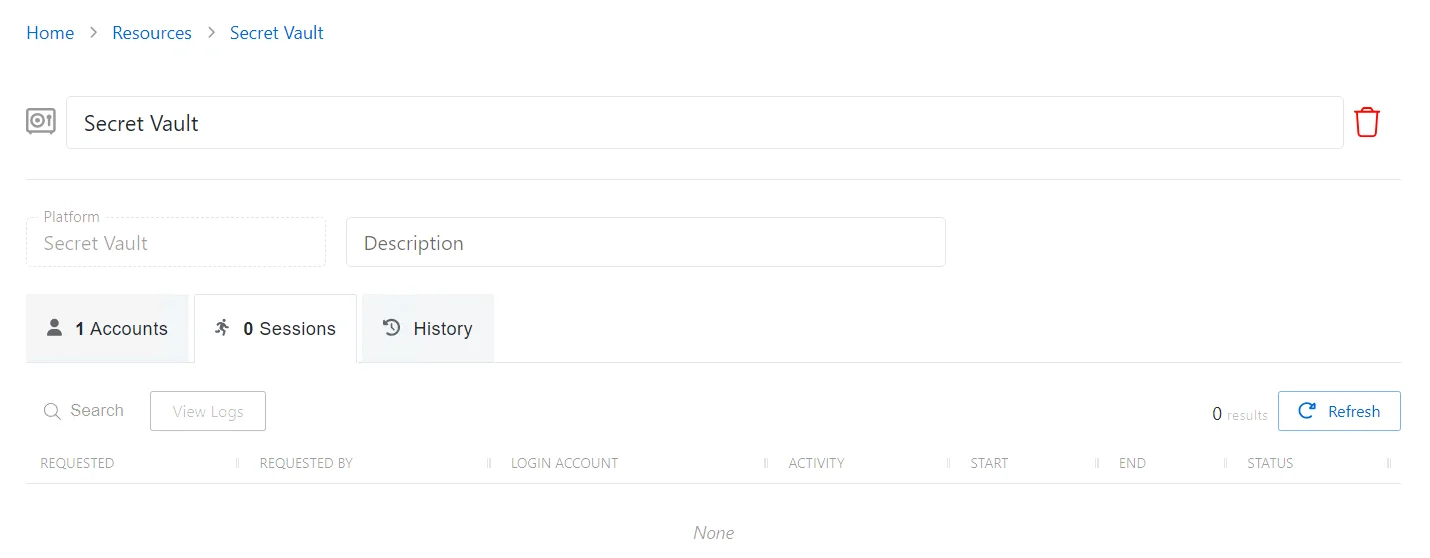 Home > Resources > Secret Vault
Secret Vault
Platform
Secret Vault
Description
1 Accounts
0 Sessions
History
Search
View Logs
0 results
Refresh
REQUESTED
REQUESTED BY
LOGIN ACCOUNT
ACTIVITY
START
END
STATUS
None